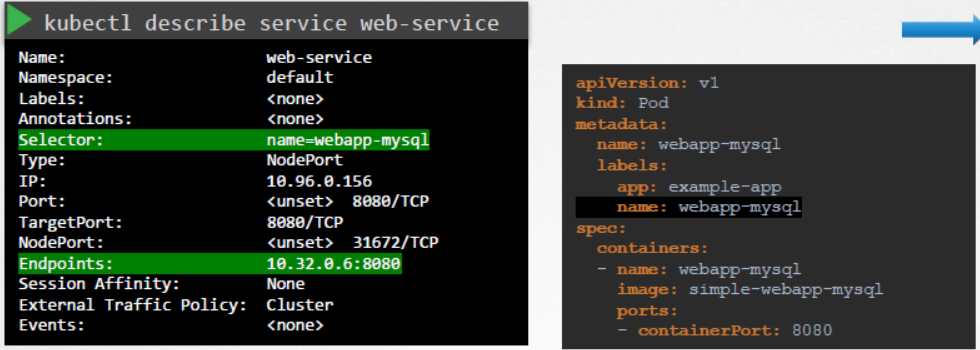 kubectl describe service web-service
Name: web-service
Namespace: default
Labels: <none>
Annotations: <none>
Selector: name=webapp-mysql
Type: NodePort
IP: 10.96.0.156
Port: <unset> 8080/TCP
TargetPort: 8080/TCP
NodePort: <unset> 31672/TCP
Endpoints: 10.32.0.6:8080
Session Affinity: None
External Traffic Policy: Cluster
Events: <none>
apiVersion: v1
kind: Pod
metadata:
  name: webapp-mysql
  labels:
    app: example-app
    name: webapp-mysql
spec:
  containers:
  - name: webapp-mysql
    image: simple-webapp-mysql
    ports:
    - containerPort: 8080